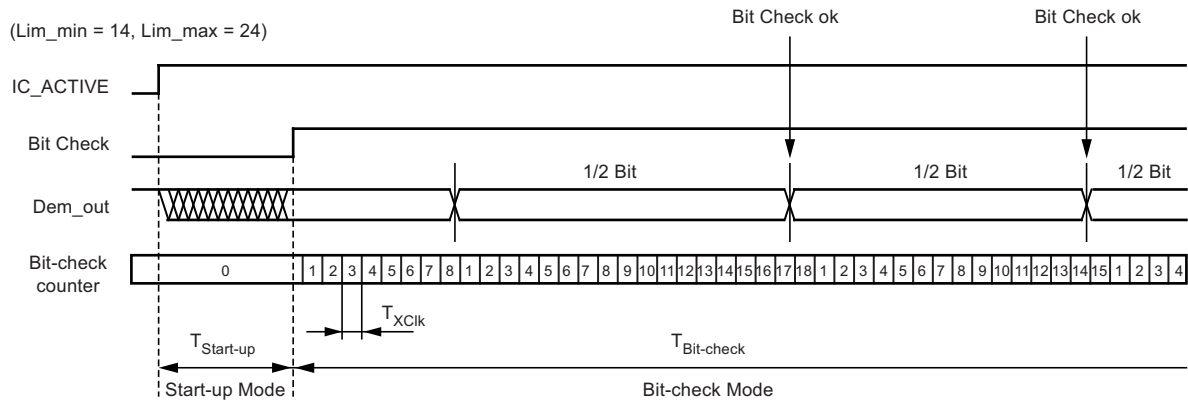 Bit Check ok Bit Check ok
(Lim_min = 14, Lim_max = 24)
IC_ACTIVE
Bit Check
1/2 Bit 1/2 Bit 1/2 Bit
Dem_out
Bit-check
counter
0 1 2 3 4 5 6 7 8 1 2 3 4 5 6 7 8 9 10 11 12 13 14 15 16 17 18 1 2 3 4 5 6 7 8 9 10 11 12 13 14 15 1 2 3 4
TXClk
TStart-up TBit-check
Start-up Mode Bit-check Mode